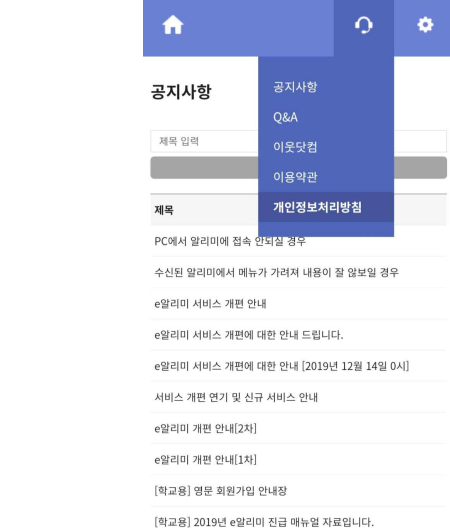 공지사항
공지사항
Q&A
이웃닷컴
이용약관
개인정보처리방침
제목 입력
제목
PC에서 알리미에 접속 안되실 경우
수신된 알리미에서 메뉴가 가려져 내용이 잘 않보일 경우
e알리미 서비스 개편 안내
e알리미 서비스 개편에 대한 안내 드립니다.
e알리미 서비스 개편에 대한 안내 [2019년 12월 14일 0시]
서비스 개편 연기 및 신규 서비스 안내
e알리미 개편 안내[2차]
e알리미 개편 안내[1차]
[학교용] 영문 회원가입 안내장
[학교용] 2019년 e알리미 진급 매뉴얼 자료입니다.